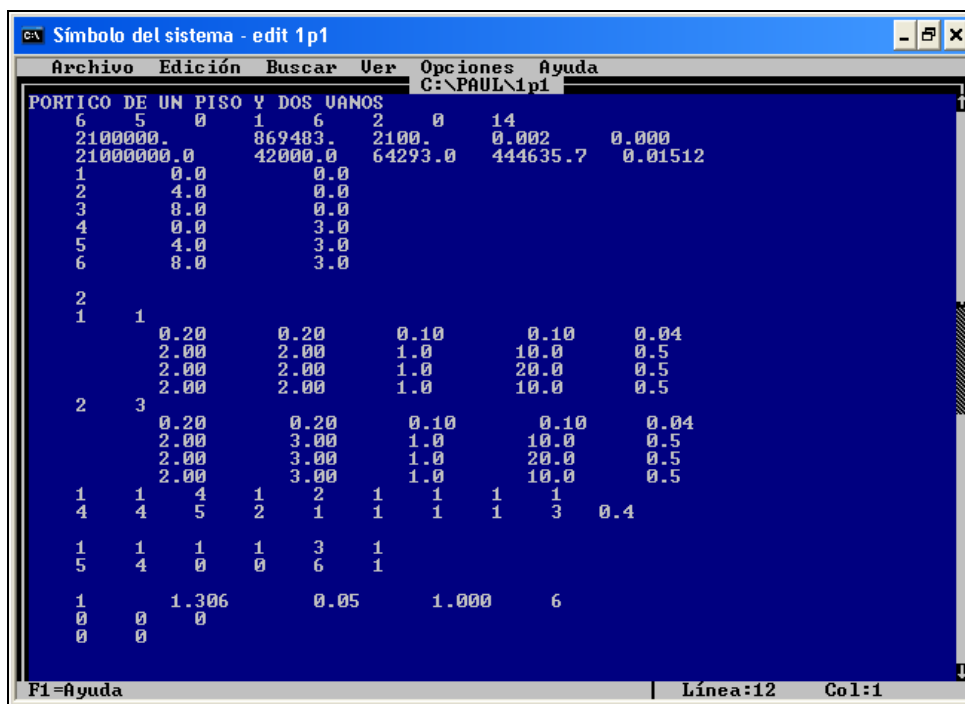 Símbolo del sistema - edit 1p1
Archivo Edición Buscar Ver Opciones Ayuda
C:\PAUL\1p1
PORTICO DE UN PISO Y DOS VANOS
6 5 0 1 6 2 0 14
2100000. 869483. 2100. 0.002 0.000
21000000.0 42000.0 64293.0 444635.7 0.01512
1 0.0 0.0
2 4.0 0.0
3 8.0 0.0
4 0.0 3.0
5 4.0 3.0
6 8.0 3.0
2
1 1
0.20 0.20 0.10 0.10 0.04
2.00 2.00 1.0 10.0 0.5
2.00 2.00 1.0 20.0 0.5
2.00 2.00 1.0 10.0 0.5
2 3
0.20 0.20 0.10 0.10 0.04
2.00 3.00 1.0 10.0 0.5
2.00 3.00 1.0 20.0 0.5
2.00 3.00 1.0 10.0 0.5
1 1 4 1 2 1 1 1 1
4 4 5 2 1 1 1 1 3 0.4
1 1 1 1 3 1
5 4 0 0 6 1
1 1.306 0.05 1.000 6
0 0 0
0 0
F1=Ayuda Línea:12 Col:1